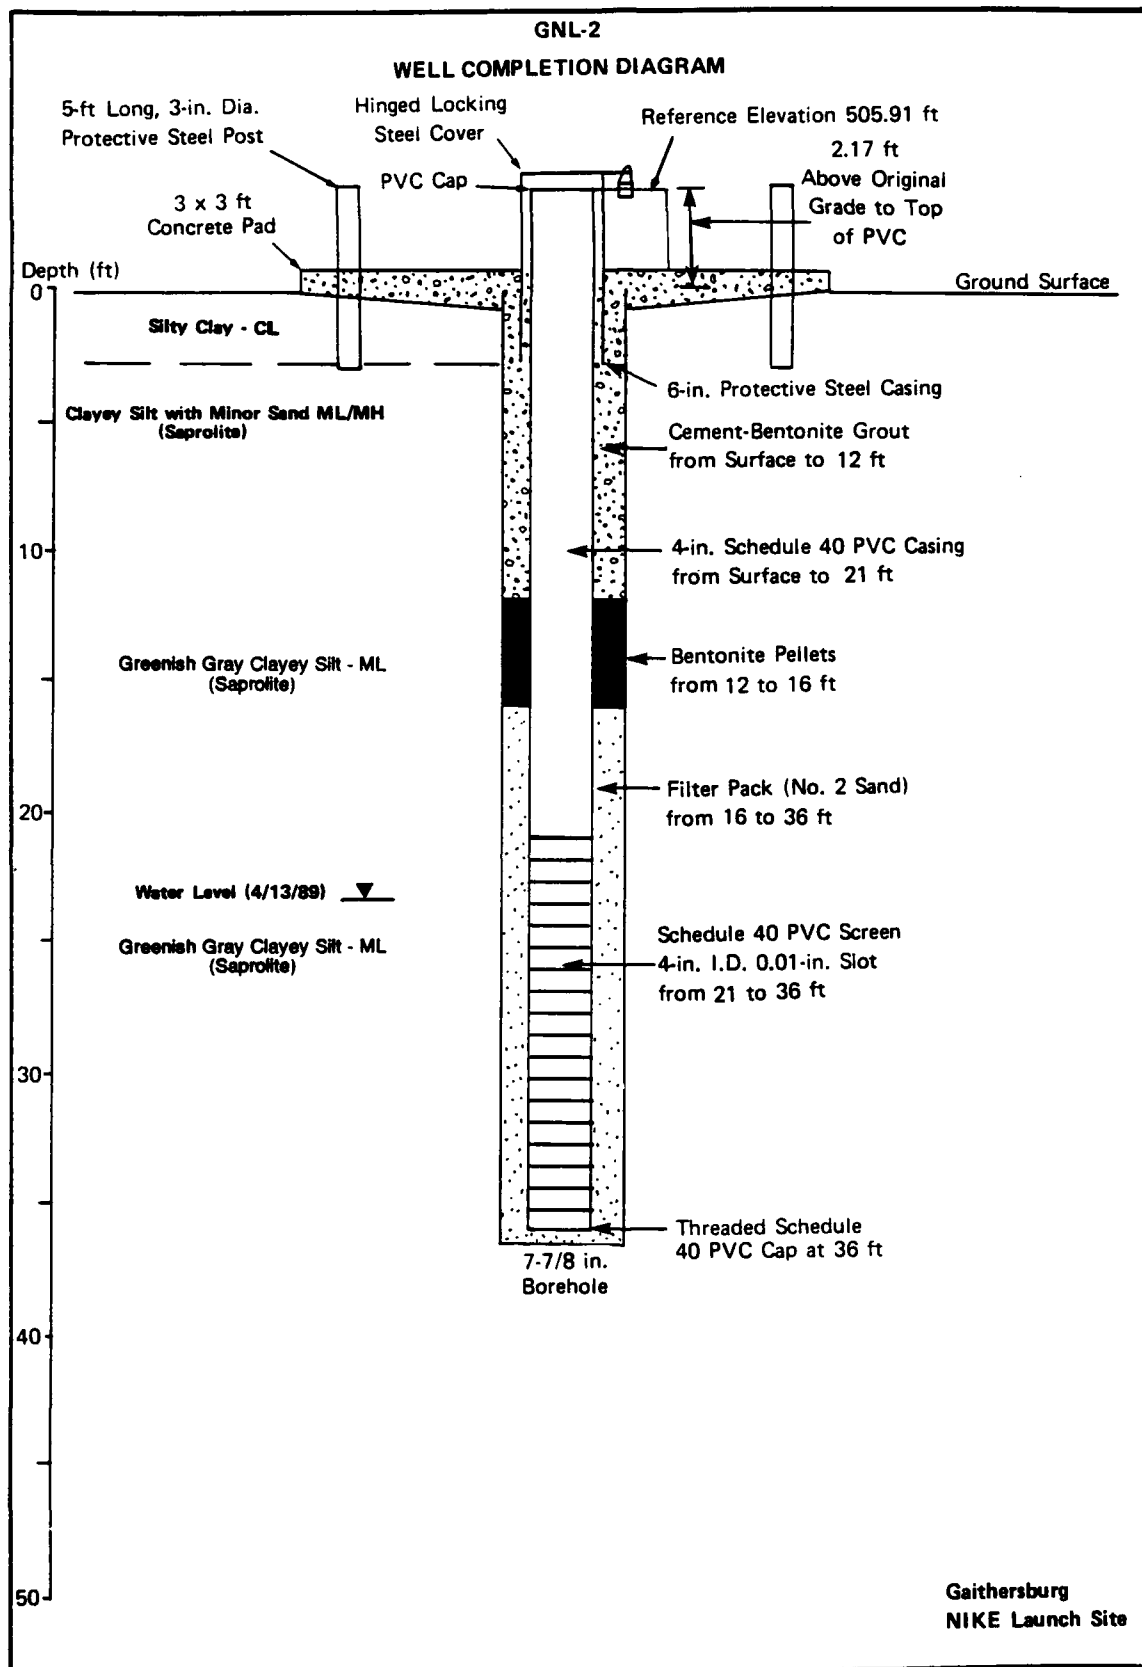 GNL-2
WELL COMPLETION DIAGRAM
5-ft Long, 3-in. Dia.
Protective Steel Post
Hinged Locking
Steel Cover
Reference Elevation 505.91 ft
PVC Cap
2.17 ft
Above Original
Grade to Top
of PVC
3 x 3 ft
Concrete Pad
Depth (ft)
0
Ground Surface
Silty Clay - CL
6-in. Protective Steel Casing
Clayey Silt with Minor Sand ML/MH
(Saprolite)
Cement-Bentonite Grout
from Surface to 12 ft
10
4-in. Schedule 40 PVC Casing
from Surface to 21 ft
Greenish Gray Clayey Silt - ML
(Saprolite)
Bentonite Pellets
from 12 to 16 ft
Filter Pack (No. 2 Sand)
from 16 to 36 ft
20
Water Level (4/13/89)
Greenish Gray Clayey Silt - ML
(Saprolite)
Schedule 40 PVC Screen
4-in. I.D. 0.01-in. Slot
from 21 to 36 ft
30
Threaded Schedule
40 PVC Cap at 36 ft
7-7/8 in.
Borehole
40
50
Gaithersburg
NIKE Launch Site